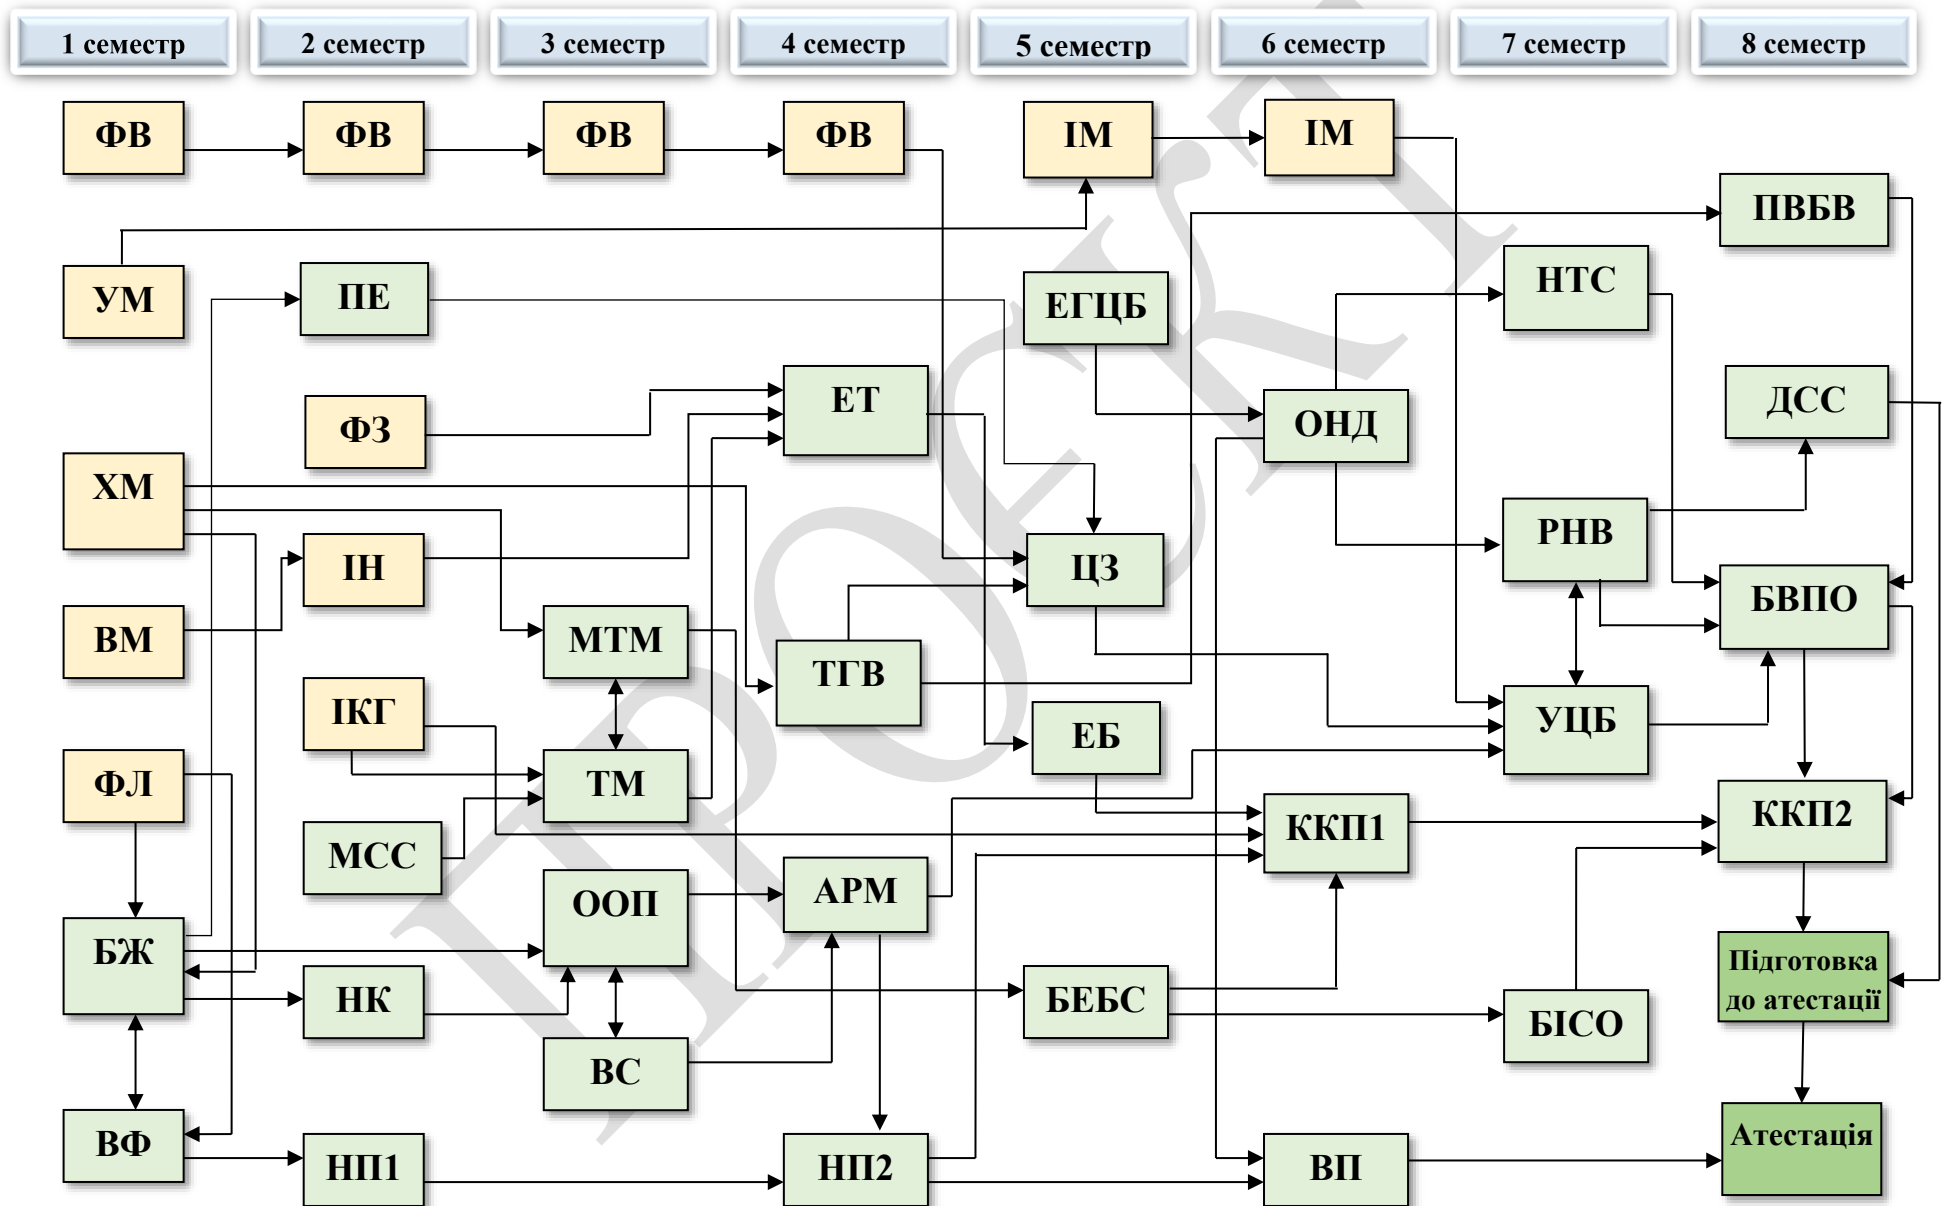 1 семестр
2 семестр
3 семестр
4 семестр
5 семестр
6 семестр
7 семестр
8 семестр
ФВ
ФВ
ФВ
ФВ
ІМ
ІМ
ПВБВ
УМ
ПЕ
ЕГЦБ
НТС
ФЗ
ЕТ
ОНД
ДСС
ХМ
ІН
ЦЗ
РНВ
БВПО
ВМ
МТМ
ТГВ
ІКГ
ЕБ
УЦБ
ФЛ
ТМ
МСС
ККП1
ККП2
БЖ
ООП
АРМ
НК
БЕБС
БІСО
Підготовка
до атестації
ВС
ВФ
НП1
НП2
ВП
Атестація
ПРОЄКТ